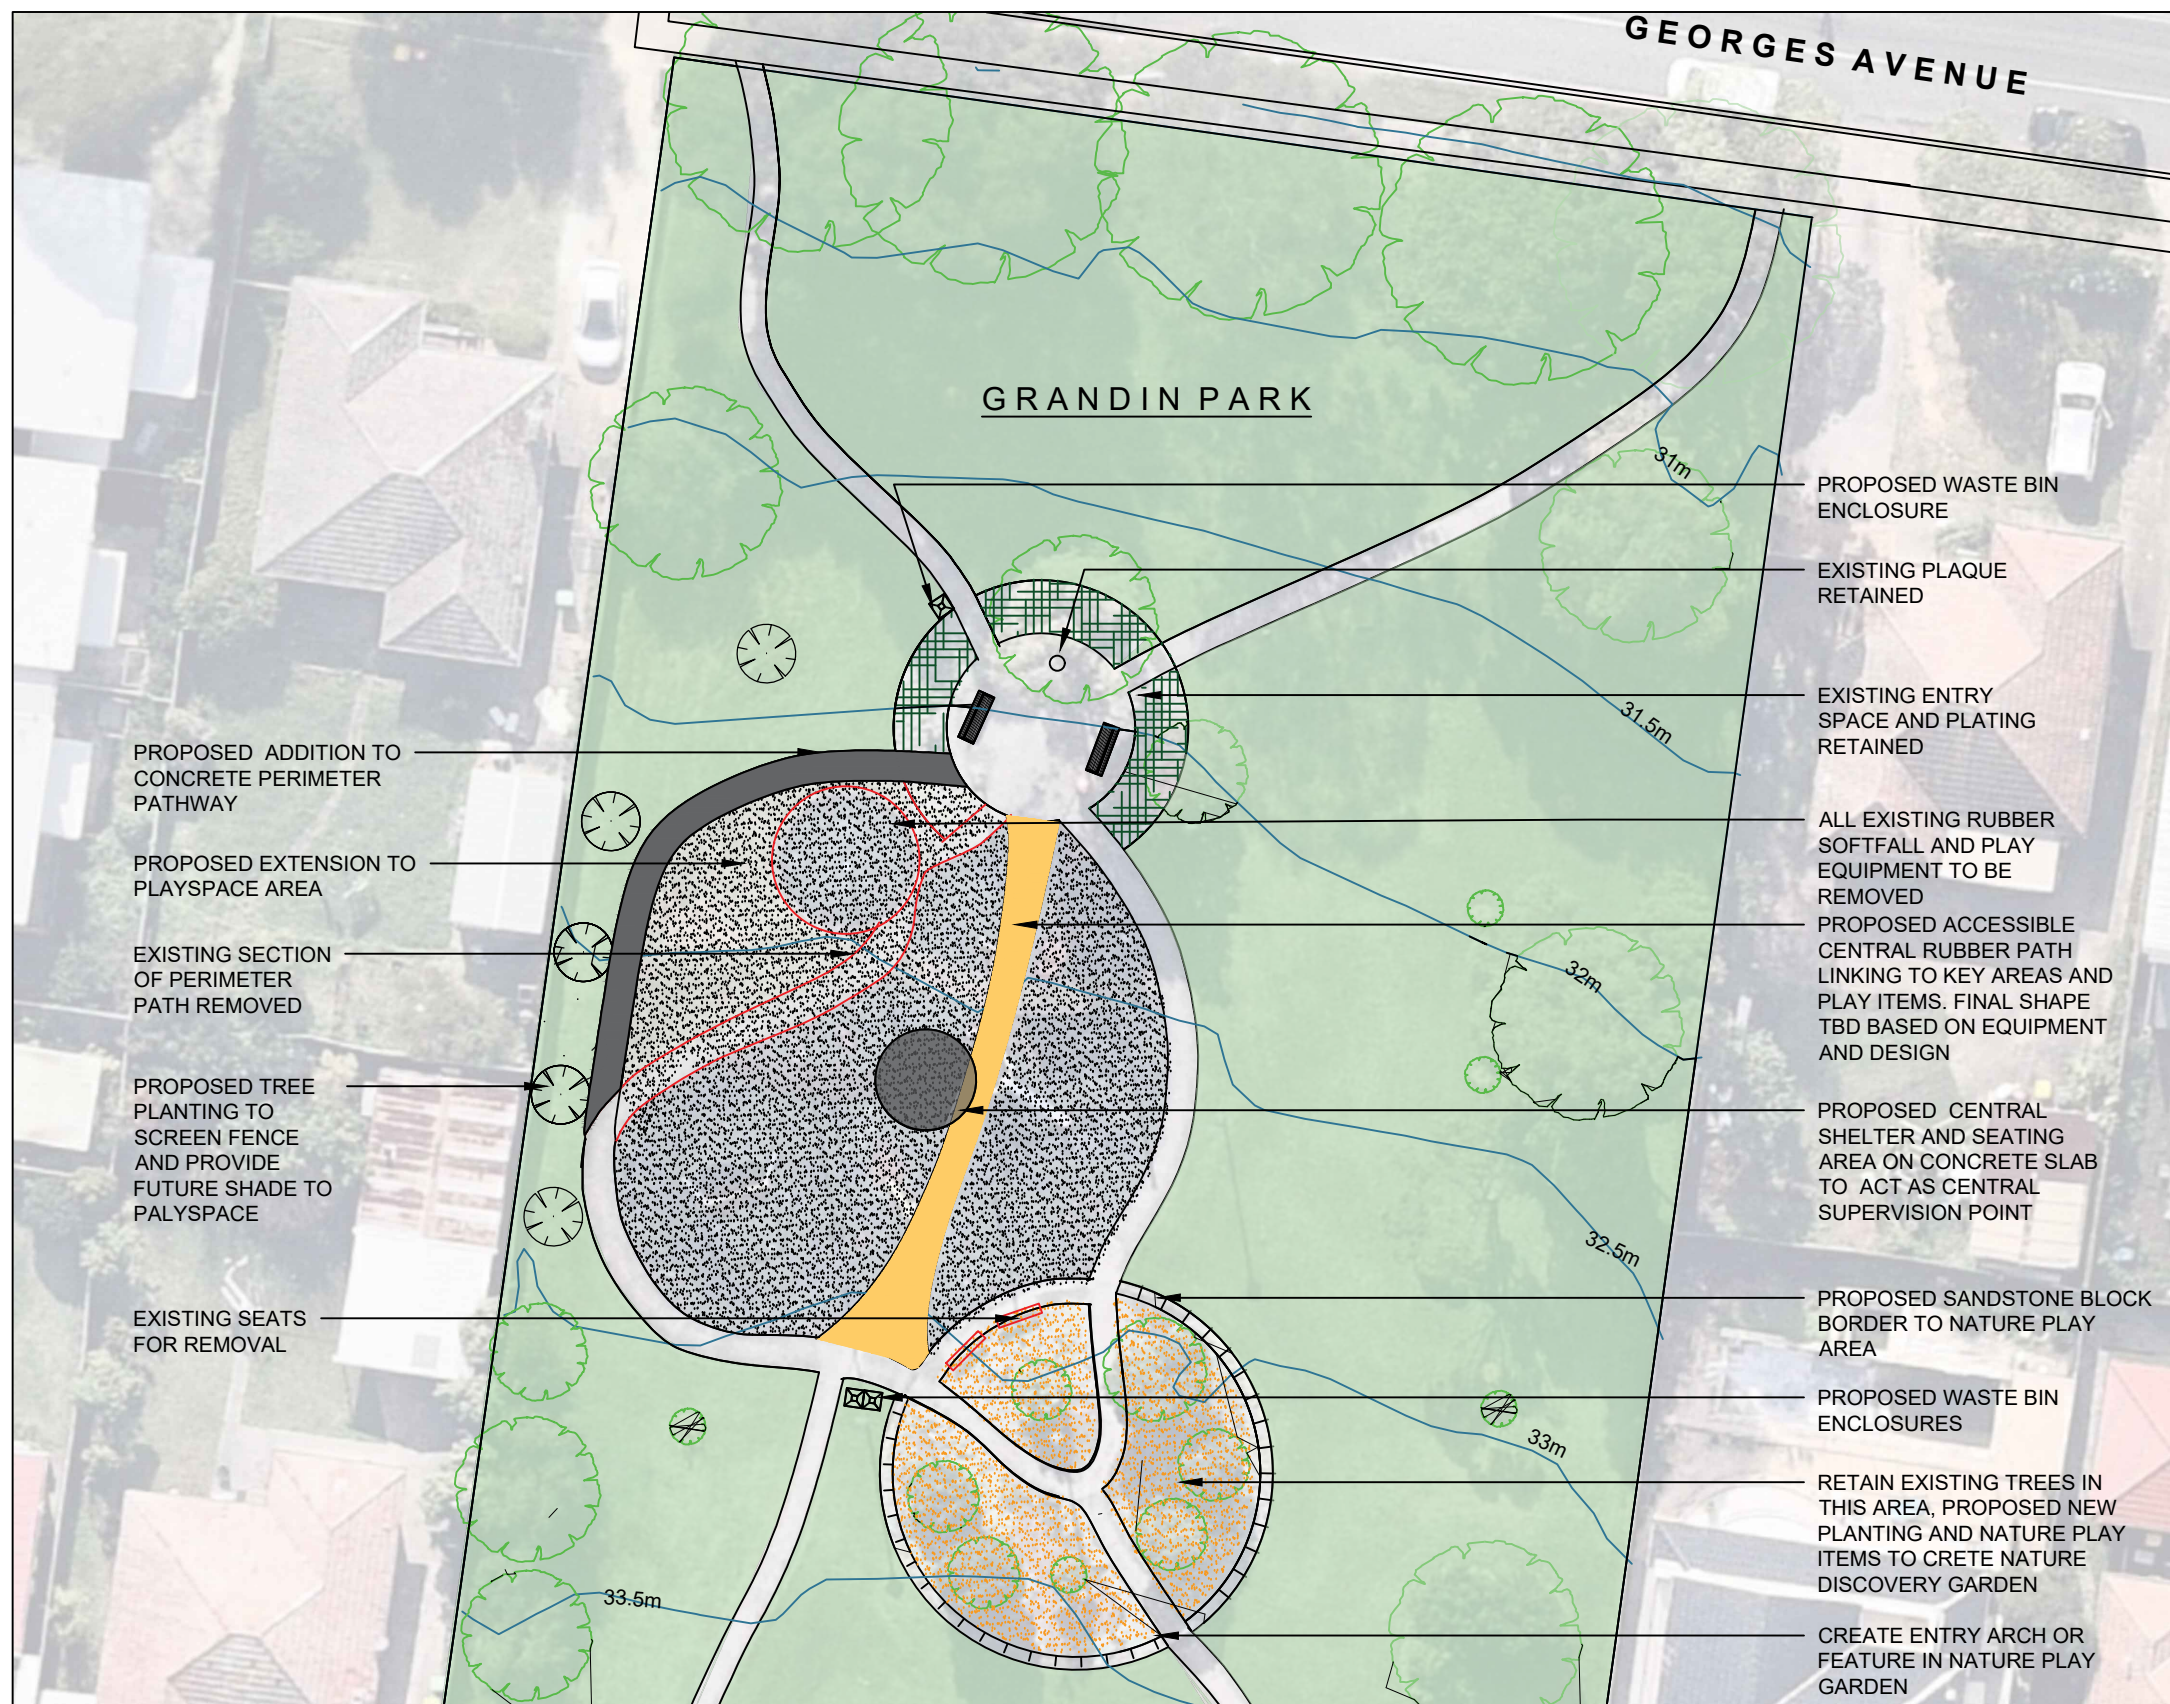 GEORGES AVENUE
GRANDIN PARK
31m
31.5m
32m
32.5m
33m
33.5m
PROPOSED ADDITION TO
CONCRETE PERIMETER
PATHWAY
PROPOSED EXTENSION TO
PLAYSPACE AREA
EXISTING SECTION
OF PERIMETER
PATH REMOVED
PROPOSED TREE
PLANTING TO
SCREEN FENCE
AND PROVIDE
FUTURE SHADE TO
PALYSPACE
EXISTING SEATS
FOR REMOVAL
PROPOSED WASTE BIN
ENCLOSURE
EXISTING PLAQUE
RETAINED
EXISTING ENTRY
SPACE AND PLATING
RETAINED
ALL EXISTING RUBBER
SOFTFALL AND PLAY
EQUIPMENT TO BE
REMOVED
PROPOSED ACCESSIBLE
CENTRAL RUBBER PATH
LINKING TO KEY AREAS AND
PLAY ITEMS. FINAL SHAPE
TBD BASED ON EQUIPMENT
AND DESIGN
PROPOSED CENTRAL
SHELTER AND SEATING
AREA ON CONCRETE SLAB
TO ACT AS CENTRAL
SUPERVISION POINT
PROPOSED SANDSTONE BLOCK
BORDER TO NATURE PLAY
AREA
PROPOSED WASTE BIN
ENCLOSURES
RETAIN EXISTING TREES IN
THIS AREA, PROPOSED NEW
PLANTING AND NATURE PLAY
ITEMS TO CRETE NATURE
DISCOVERY GARDEN
CREATE ENTRY ARCH OR
FEATURE IN NATURE PLAY
GARDEN